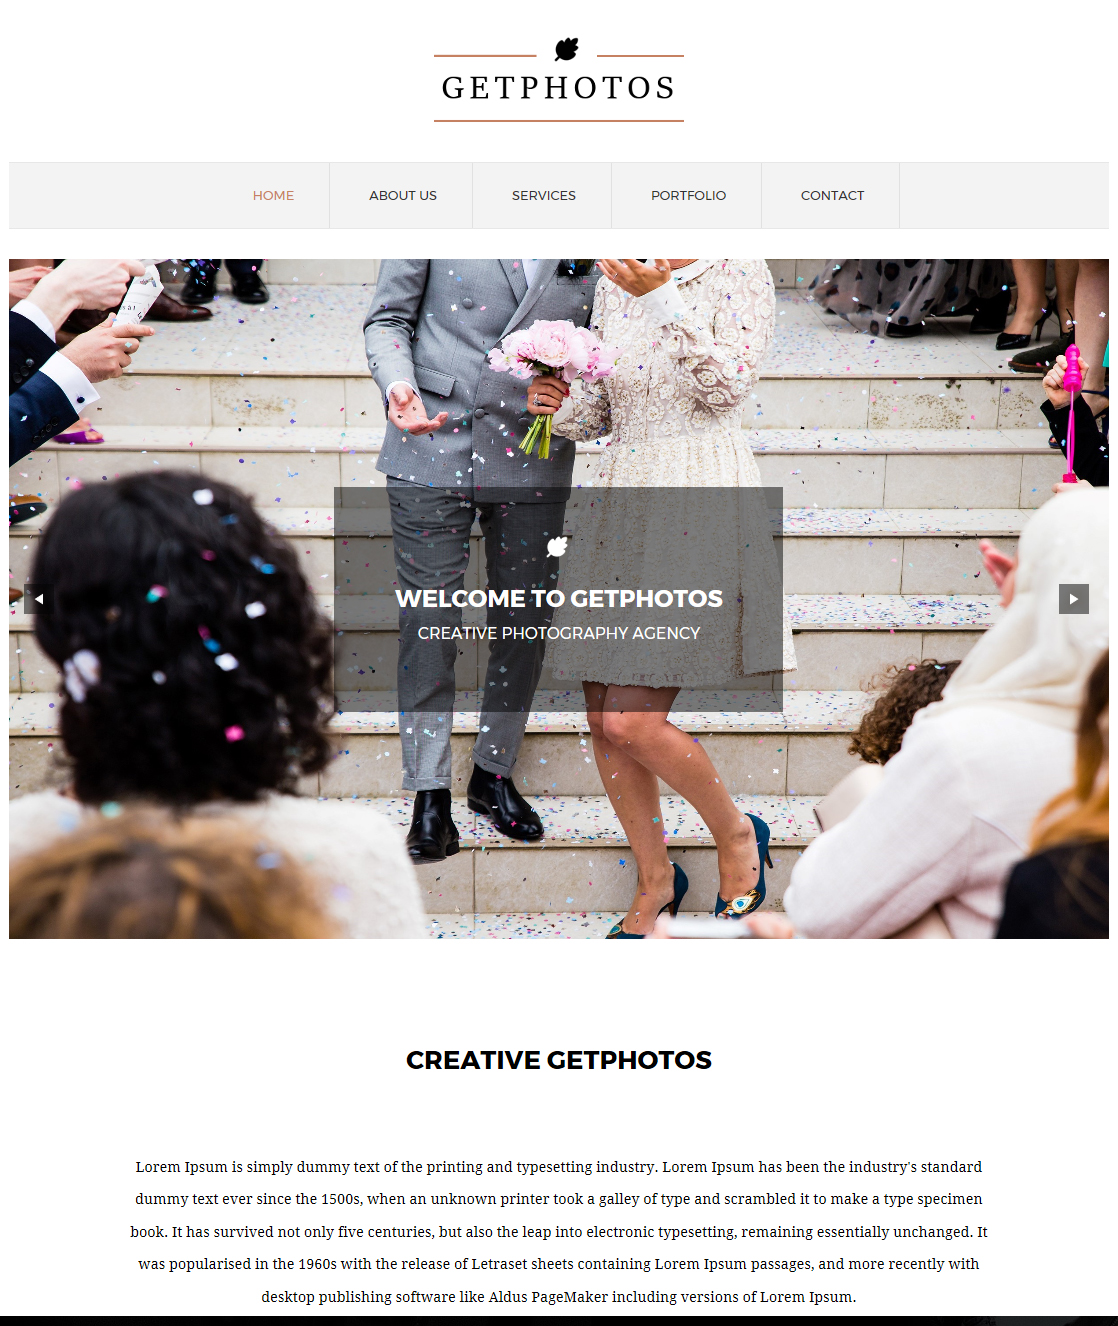 GETPHOTOS
HOME
ABOUT US
SERVICES
PORTFOLIO
CONTACT
WELCOME TO GETPHOTOS
CREATIVE PHOTOGRAPHY AGENCY
CREATIVE GETPHOTOS
Lorem Ipsum is simply dummy text of the printing and typesetting industry. Lorem Ipsum has been the industry's standard
dummy text ever since the 1500s, when an unknown printer took a galley of type and scrambled it to make a type specimen
book. It has survived not only five centuries, but also the leap into electronic typesetting, remaining essentially unchanged. It
was popularised in the 1960s with the release of Letraset sheets containing Lorem Ipsum passages, and more recently with
desktop publishing software like Aldus PageMaker including versions of Lorem Ipsum.